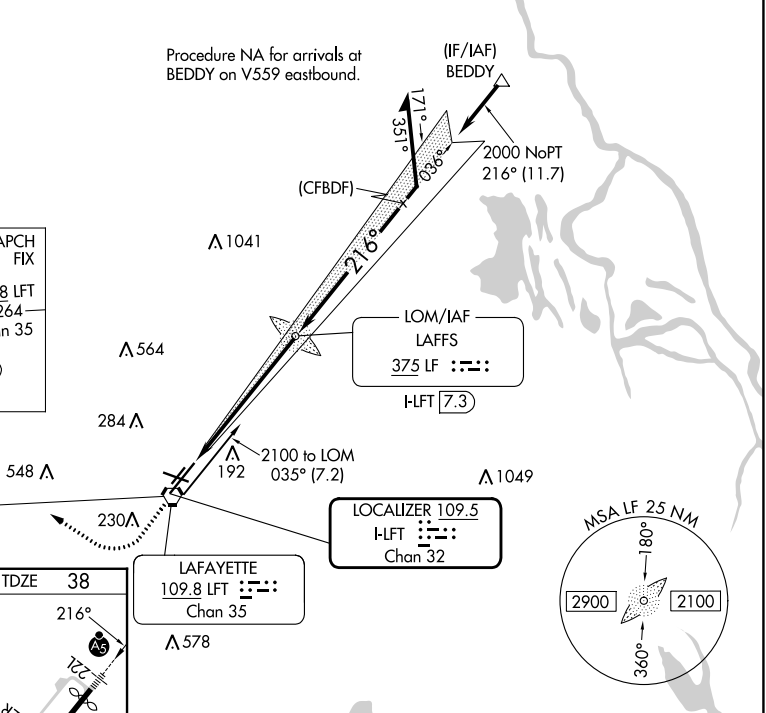 Procedure NA for arrivals at
BEDDY on V559 eastbound.
(IF/IAF)
BEDDY
171°
351°
036°
2000 NoPT
216° (11.7)
(CFBDF)
216°
1041
APCH
FIX
8 LFT
264
n 35
)
LOM/IAF
LAFFS
375 LF
I-LFT 7.3
564
284
548
192
2100 to LOM
035° (7.2)
1049
230
LOCALIZER 109.5
I-LFT
Chan 32
LAFAYETTE
109.8 LFT
Chan 35
578
MSA LF 25 NM
180°
2900
2100
360°
TDZE 38
216°
A5
22L